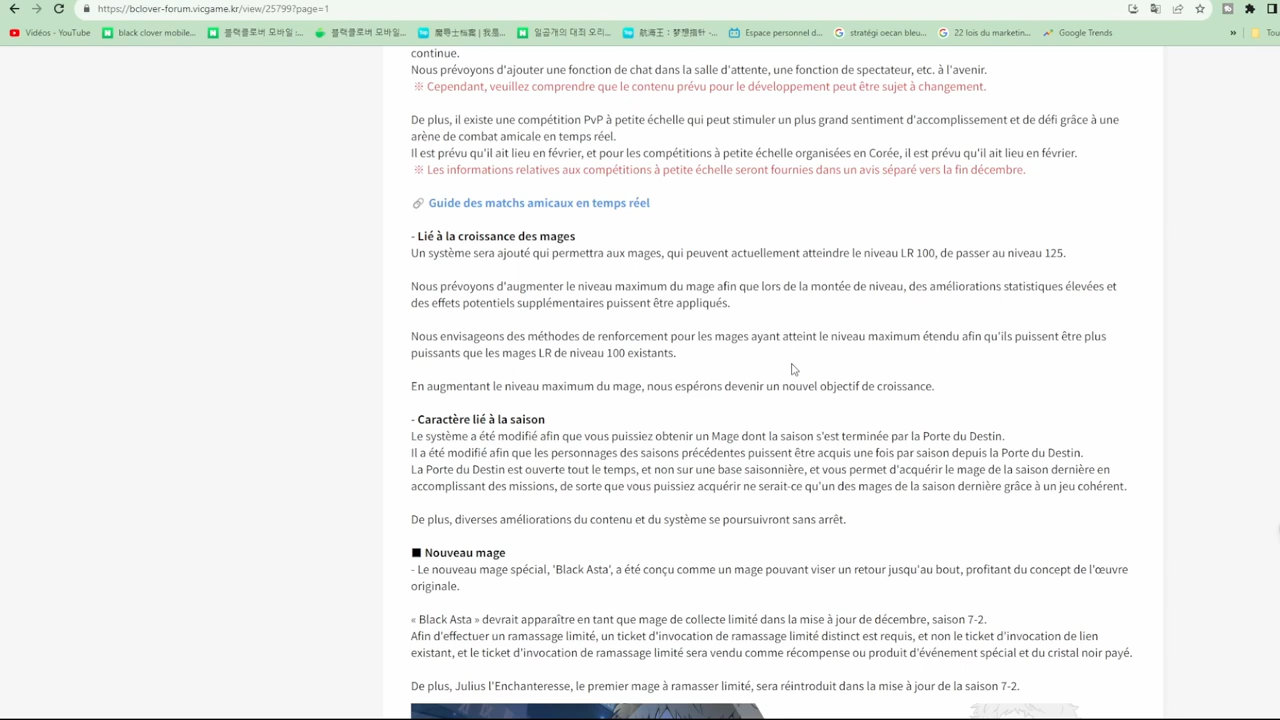 https://bclover-forum.vicgame.kr/view/25799?page=1
Vidéos - YouTube
black clover mobile...
블랙클로버 모바일 :...
블랙클로버 모바일...
魔导士档案 | 我是...
일곱개의 대죄 오리...
航海王：梦想指针 -...
Espace personnel d...
stratégi oecan bleu...
22 lois du marketin...
Google Trends
»
Tou
continue.
Nous prévoyons d'ajouter une fonction de chat dans la salle d'attente, une fonction de spectateur, etc. à l'avenir.
※ Cependant, veuillez comprendre que le contenu prévu pour le développement peut être sujet à changement.
De plus, il existe une compétition PvP à petite échelle qui peut stimuler un plus grand sentiment d'accomplissement et de défi grâce à une
arène de combat amicale en temps réel.
Il est prévu qu'il ait lieu en février, et pour les compétitions à petite échelle organisées en Corée, il est prévu qu'il ait lieu en février.
※ Les informations relatives aux compétitions à petite échelle seront fournies dans un avis séparé vers la fin décembre.
Guide des matchs amicaux en temps réel
- Lié à la croissance des mages
Un système sera ajouté qui permettra aux mages, qui peuvent actuellement atteindre le niveau LR 100, de passer au niveau 125.
Nous prévoyons d'augmenter le niveau maximum du mage afin que lors de la montée de niveau, des améliorations statistiques élevées et
des effets potentiels supplémentaires puissent être appliqués.
Nous envisageons des méthodes de renforcement pour les mages ayant atteint le niveau maximum étendu afin qu'ils puissent être plus
puissants que les mages LR de niveau 100 existants.
En augmentant le niveau maximum du mage, nous espérons devenir un nouvel objectif de croissance.
- Caractère lié à la saison
Le système a été modifié afin que vous puissiez obtenir un Mage dont la saison s'est terminée par la Porte du Destin.
Il a été modifié afin que les personnages des saisons précédentes puissent être acquis une fois par saison depuis la Porte du Destin.
La Porte du Destin est ouverte tout le temps, et non sur une base saisonnière, et vous permet d'acquérir le mage de la saison dernière en
accomplissant des missions, de sorte que vous puissiez acquérir ne serait-ce qu'un des mages de la saison dernière grâce à un jeu cohérent.
De plus, diverses améliorations du contenu et du système se poursuivront sans arrêt.
■ Nouveau mage
- Le nouveau mage spécial, 'Black Asta', a été conçu comme un mage pouvant viser un retour jusqu'au bout, profitant du concept de l'œuvre
originale.
« Black Asta » devrait apparaître en tant que mage de collecte limité dans la mise à jour de décembre, saison 7-2.
Afin d'effectuer un ramassage limité, un ticket d'invocation de ramassage limité distinct est requis, et non le ticket d'invocation de lien
existant, et le ticket d'invocation de ramassage limité sera vendu comme récompense ou produit d'événement spécial et du cristal noir payé.
De plus, Julius l'Enchanteresse, le premier mage à ramasser limité, sera réintroduit dans la mise à jour de la saison 7-2.